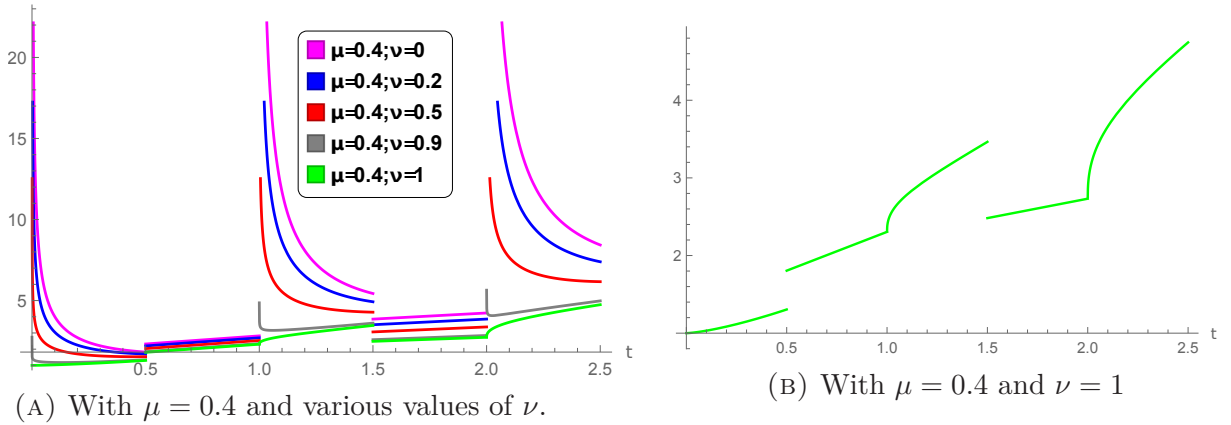 20
15
10
5
0.5
1.0
1.5
2.0
2.5
t
μ=0.4;ν=0
μ=0.4;ν=0.2
μ=0.4;ν=0.5
μ=0.4;ν=0.9
μ=0.4;ν=1
(A) With μ = 0.4 and various values of ν.
4
3
2
0.5
1.0
1.5
2.0
2.5
t
(B) With μ = 0.4 and ν = 1